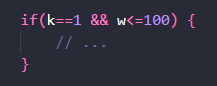 if(k==1 && w<=100) {
    // ...
}